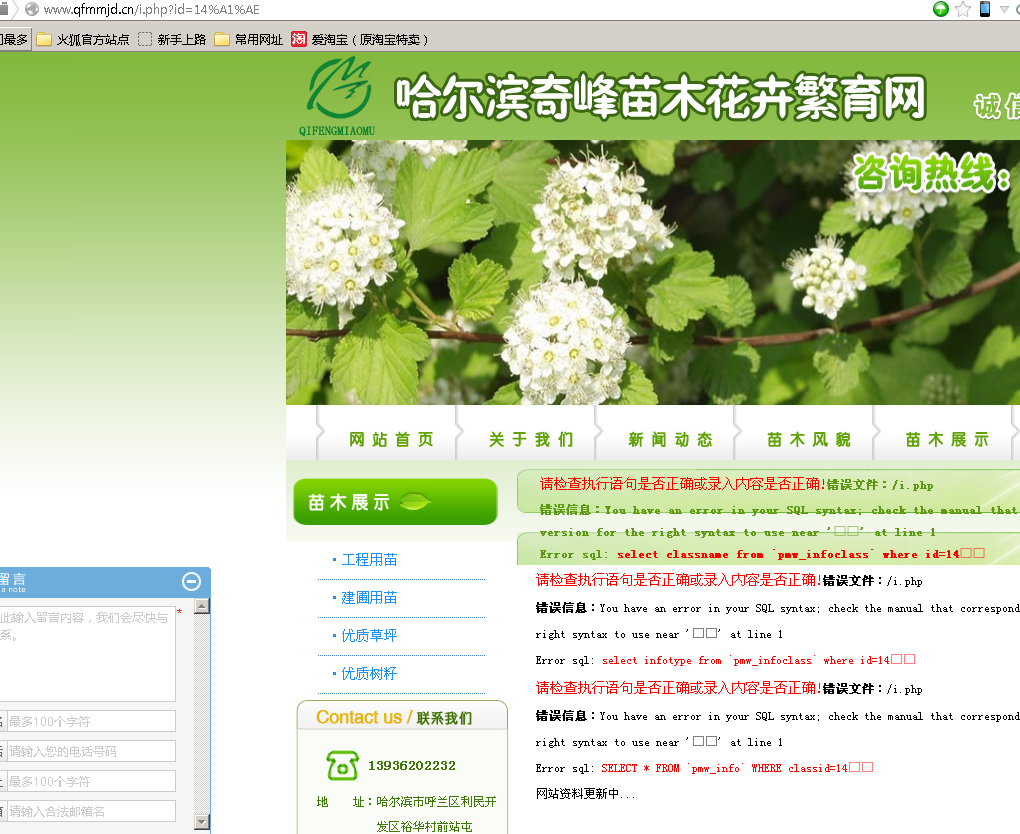 www.qfmmjd.cn/i.php?id=14%A1%AE
问最多 火狐官方站点 新手上路 常用网址 淘 爱淘宝（原淘宝特卖）
QIFENGMIAOMU
哈尔滨奇峰苗木花卉繁育网
诚信
咨询热线：
网站首页 关于我们 新闻动态 苗木风貌 苗木展示
苗木展示
·工程用苗
·建圃用苗
·优质草坪
·优质树籽
Contact us / 联系我们
13936202232
地 址：哈尔滨市呼兰区利民开
发区裕华村前站屯
请检查执行语句是否正确或录入内容是否正确!错误文件：/i.php
错误信息：You have an error in your SQL syntax; check the manual that
version for the right syntax to use near '□□' at line 1
Error sql: select classname from `pmw_infoclass` where id=14□□
请检查执行语句是否正确或录入内容是否正确!错误文件：/i.php
错误信息：You have an error in your SQL syntax; check the manual that correspond
right syntax to use near '□□' at line 1
Error sql: select infotype from `pmw_infoclass` where id=14□□
请检查执行语句是否正确或录入内容是否正确!错误文件：/i.php
错误信息：You have an error in your SQL syntax; check the manual that correspond
right syntax to use near '□□' at line 1
Error sql: SELECT * FROM `pmw_info` WHERE classid=14□□
网站资料更新中...
留言
a note
此输入留言内容，我们会尽快与
系。
*
最多100个字符
请输入您的电话号码
最多100个字符
请输入合法邮箱名